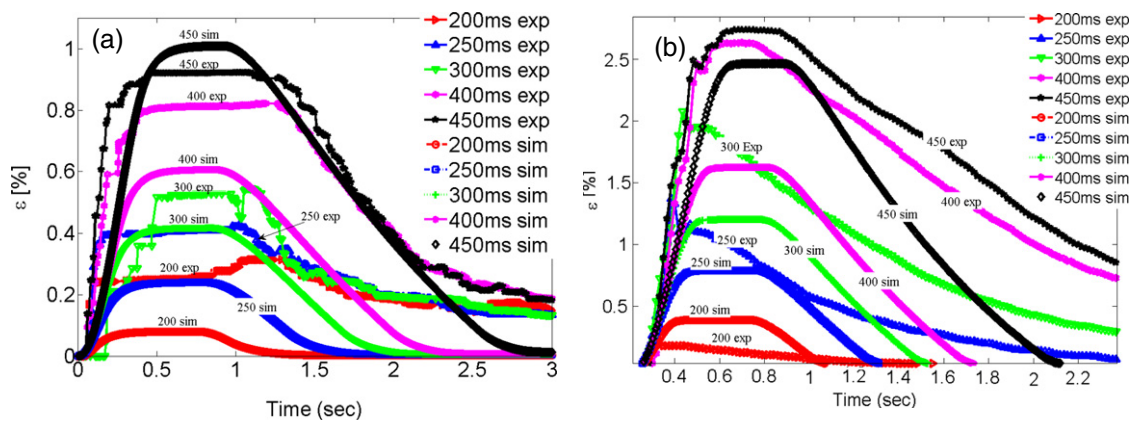 (a)
ε [%]
1
0.8
0.6
0.4
0.2
0
0
0.5
1
1.5
2
2.5
3
Time (sec)
450 sim
450 exp
400 exp
400 sim
300 exp
300 sim
250 exp
200 exp
250 sim
200 sim
200ms exp
250ms exp
300ms exp
400ms exp
450ms exp
200ms sim
250ms sim
300ms sim
400ms sim
450ms sim
(b)
ε [%]
2.5
2
1.5
1
0.5
0.4
0.6
0.8
1
1.2
1.4
1.6
1.8
2
2.2
Time (sec)
450 exp
300 Exp
400 exp
450 sim
250 exp
300 sim
250 sim
400 sim
200 sim
200 exp
200ms exp
250ms exp
300ms exp
400ms exp
450ms exp
200ms sim
250ms sim
300ms sim
400ms sim
450ms sim